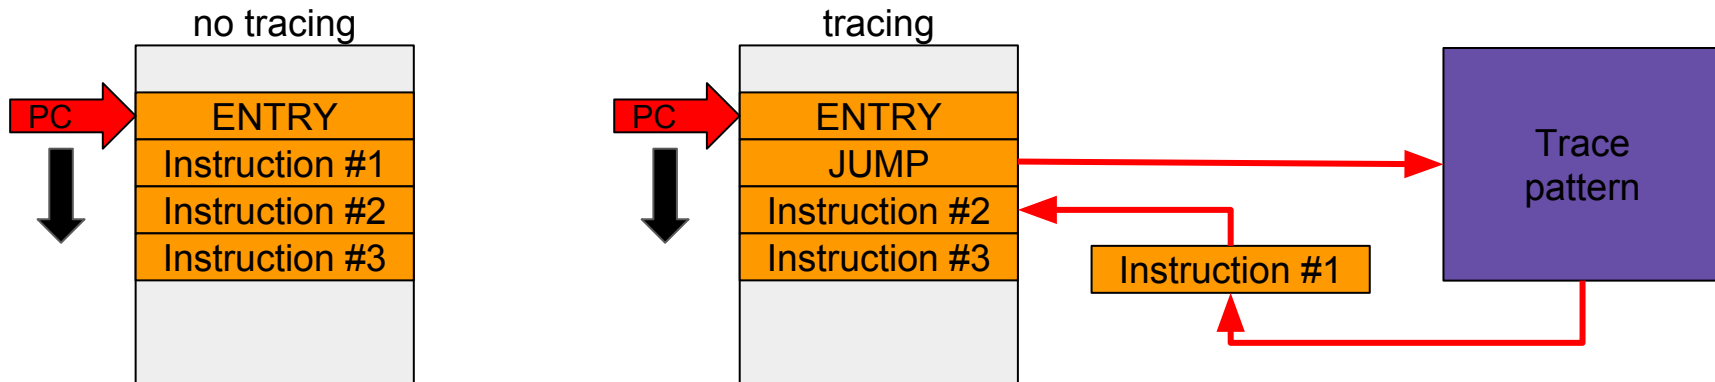 no tracing
PC
ENTRY
Instruction #1
Instruction #2
Instruction #3
tracing
PC
ENTRY
JUMP
Instruction #2
Instruction #3
Instruction #1
Trace
pattern